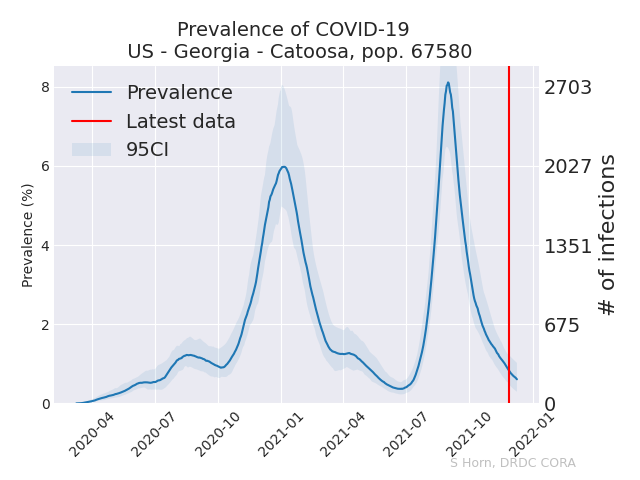 Prevalence of COVID-19
US - Georgia - Catoosa, pop. 67580
Prevalence
Latest data
95CI
Prevalence (%)
8
6
4
2
0
2703
2027
1351
675
0
# of infections
2020-04
2020-07
2020-10
2021-01
2021-04
2021-07
2021-10
2022-01
S Horn, DRDC CORA